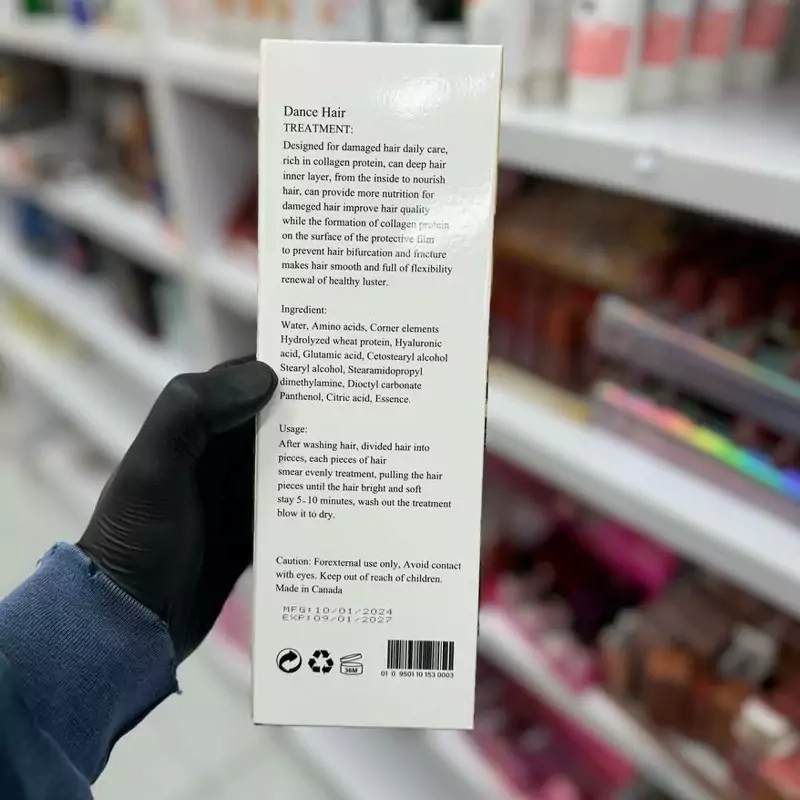 Dance Hair
TREATMENT:
Designed for damaged hair daily care,
rich in collagen protein, can deep hair
inner layer, from the inside to nourish
hair, can provide more nutrition for
dameged hair improve hair quality
while the formation of collagen protein
on the surface of the protective film
to prevent hair bifurcation and fracture
makes hair smooth and full of flexibility
renewal of healthy luster.
Ingredient:
Water, Amino acids, Corner elements
Hydrolyzed wheat protein, Hyaluronic
acid, Glutamic acid, Cetostearyl alcohol
Stearyl alcohol, Stearamidopropyl
dimethylamine, Dioctyl carbonate
Panthenol, Citric acid, Essence.
Usage:
After washing hair, divided hair into
pieces, each pieces of hair
smear evenly treatment, pulling the hair
pieces until the hair bright and soft
stay 5-10 minutes, wash out the treatment
blow it to dry.
Caution: Forexternal use only, Avoid contact
with eyes. Keep out of reach of children.
Made in Canada
MFG:10/01/2024
EXP:09/01/2027
36M
01 0 9501 10 153 0003